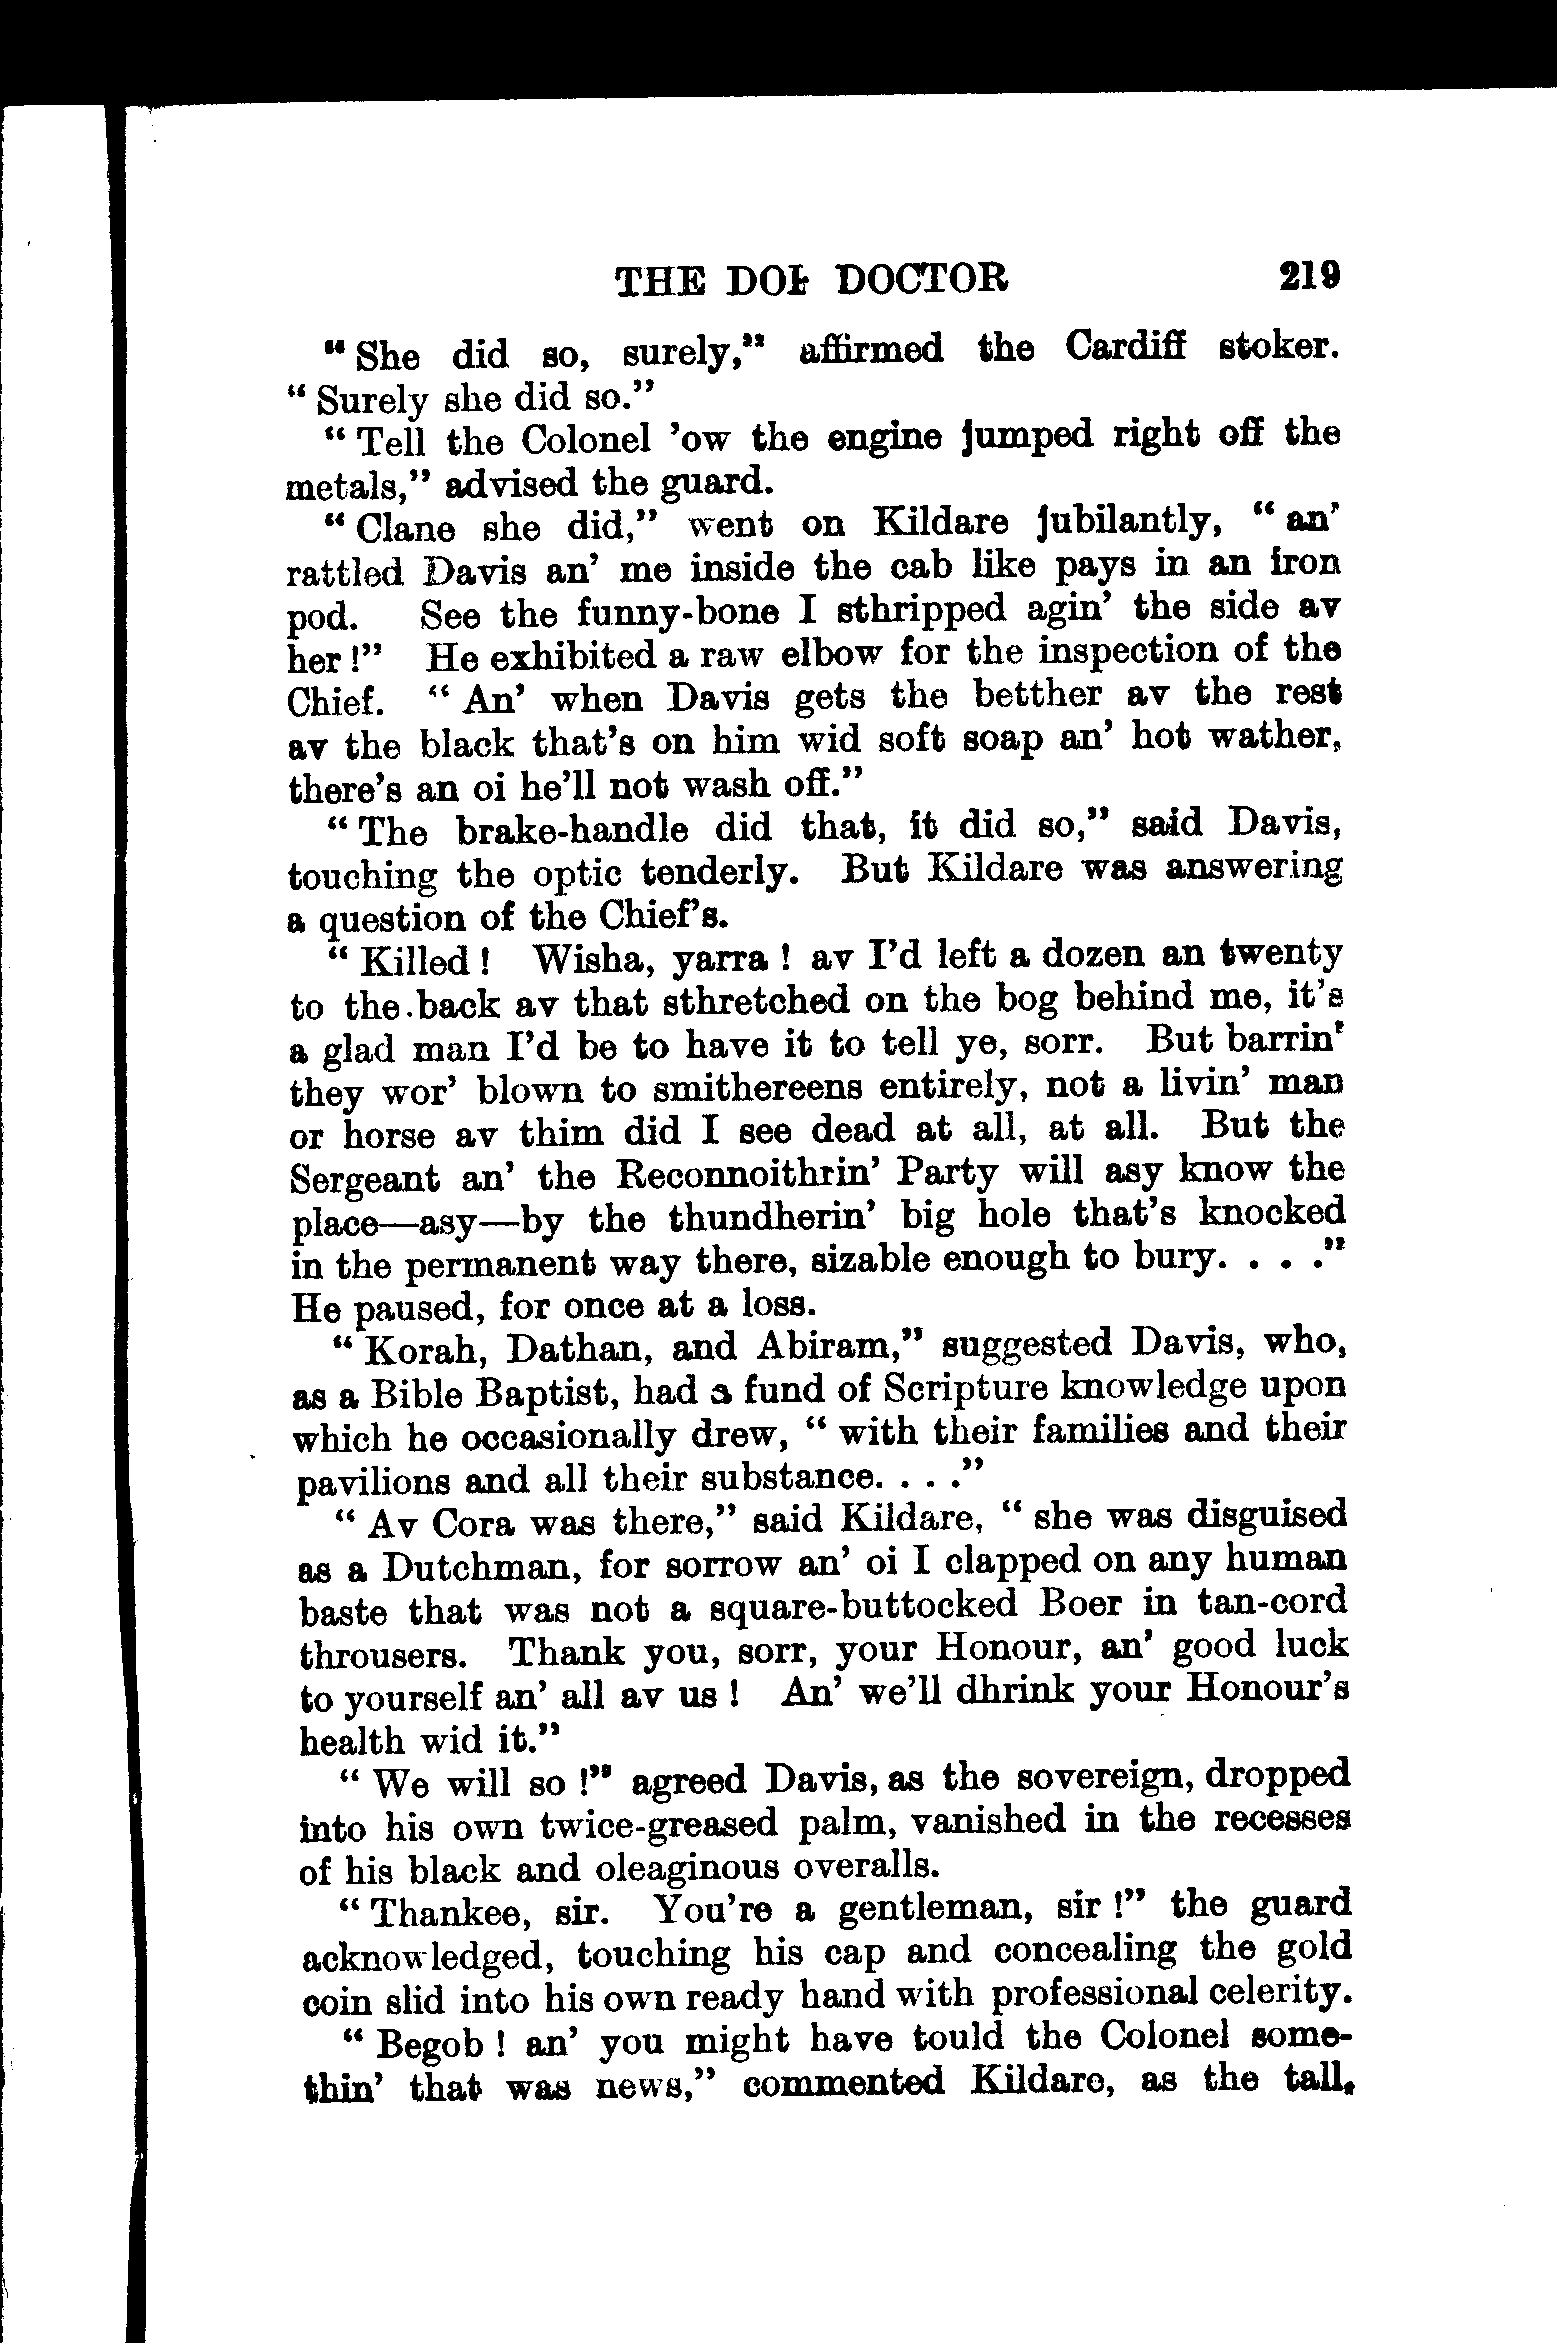 THE DOP DOCTOR 219
“She did so, surely,” affirmed the Cardiff stoker.
“Surely she did so.”
“Tell the Colonel ’ow the engine jumped right off the
metals,” advised the guard.
“Clane she did,” went on Kildare jubilantly, “an’
rattled Davis an’ me inside the cab like pays in an iron
pod. See the funny-bone I sthripped agin’ the side av
her!” He exhibited a raw elbow for the inspection of the
Chief. “An’ when Davis gets the betther av the rest
av the black that’s on him wid soft soap an’ hot wather,
there’s an oi he’ll not wash off.”
“The brake-handle did that, it did so,” said Davis,
touching the optic tenderly. But Kildare was answering
a question of the Chief’s.
“Killed! Wisha, yarra! av I’d left a dozen an twenty
to the back av that sthretched on the bog behind me, it’s
a glad man I’d be to have it to tell ye, sorr. But barrin’
they wor’ blown to smithereens entirely, not a livin’ man
or horse av thim did I see dead at all, at all. But the
Sergeant an’ the Reconnoithrin’ Party will asy know the
place—asy—by the thundherin’ big hole that’s knocked
in the permanent way there, sizable enough to bury. . . .”
He paused, for once at a loss.
“Korah, Dathan, and Abiram,” suggested Davis, who,
as a Bible Baptist, had a fund of Scripture knowledge upon
which he occasionally drew, “with their families and their
pavilions and all their substance. . . .”
“Av Cora was there,” said Kildare, “she was disguised
as a Dutchman, for sorrow an’ oi I clapped on any human
baste that was not a square-buttocked Boer in tan-cord
throusers. Thank you, sorr, your Honour, an’ good luck
to yourself an’ all av us! An’ we’ll dhrink your Honour’s
health wid it.”
“We will so!” agreed Davis, as the sovereign, dropped
into his own twice-greased palm, vanished in the recesses
of his black and oleaginous overalls.
“Thankee, sir. You’re a gentleman, sir!” the guard
acknowledged, touching his cap and concealing the gold
coin slid into his own ready hand with professional celerity.
“Begob! an’ you might have tould the Colonel some-
thin’ that was news,” commented Kildare, as the tall,